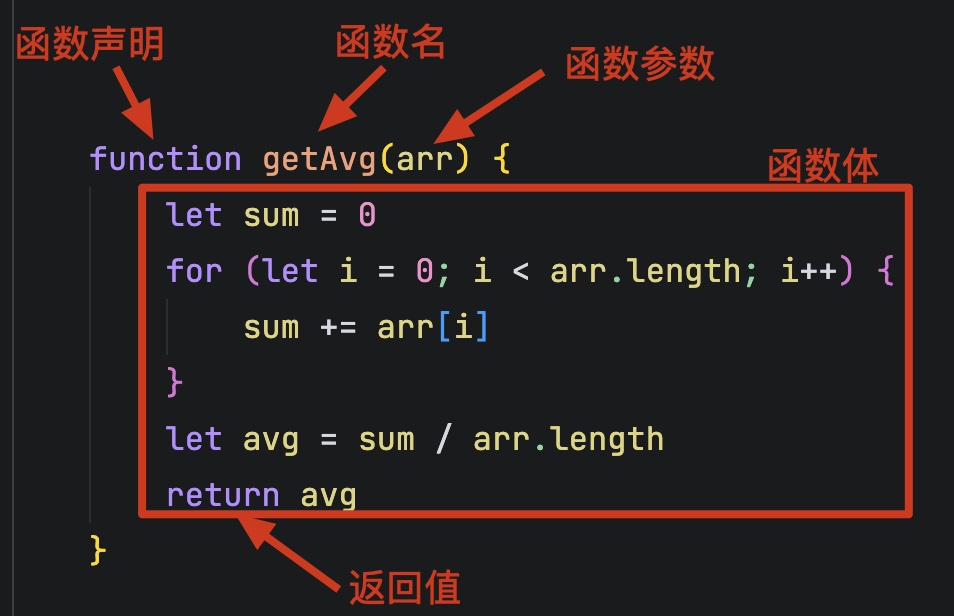 函数声明
函数名
函数参数
function getAvg(arr) {
函数体
let sum = 0
for (let i = 0; i < arr.length; i++) {
sum += arr[i]
}
let avg = sum / arr.length
return avg
}
返回值